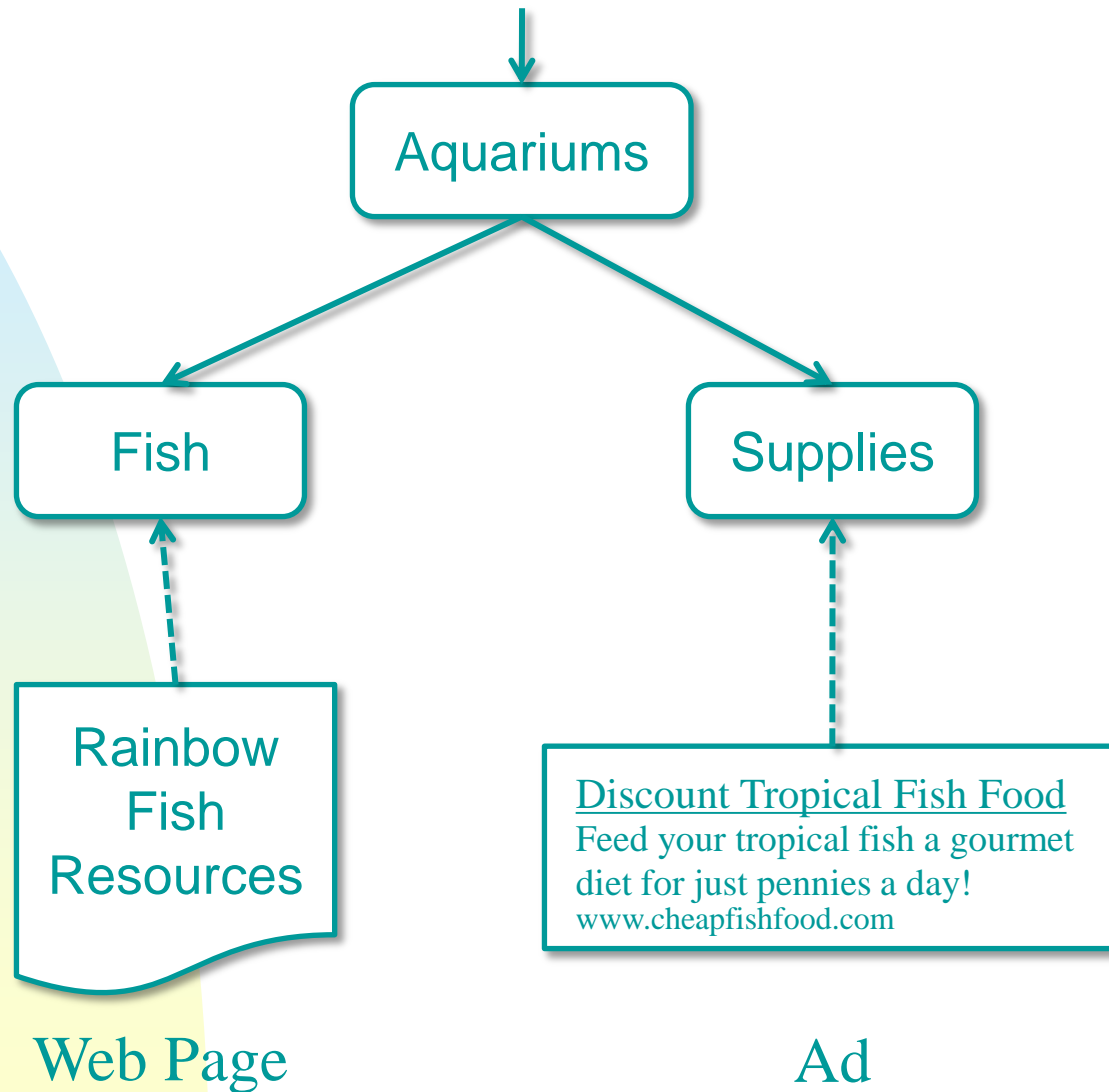 Aquariums
Fish
Supplies
Rainbow
Fish
Resources
Discount Tropical Fish Food
Feed your tropical fish a gourmet
diet for just pennies a day!
www.cheapfishfood.com
Web Page
Ad